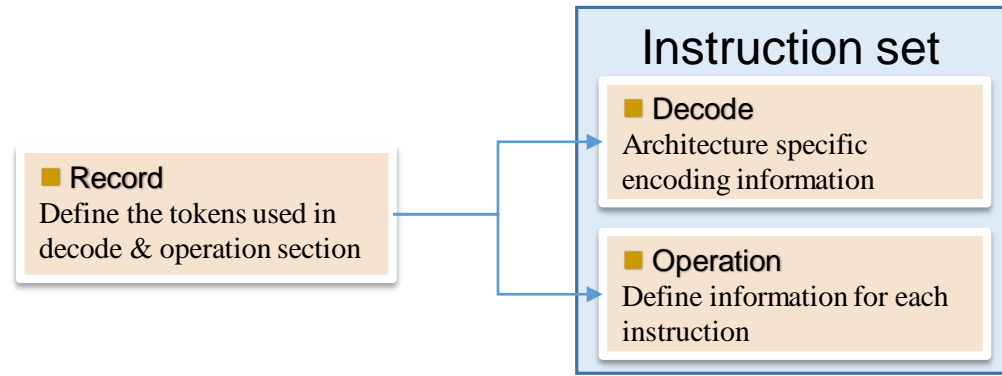 Instruction set
Decode
Architecture specific
encoding information
Record
Define the tokens used in
decode & operation section
Operation
Define information for each
instruction